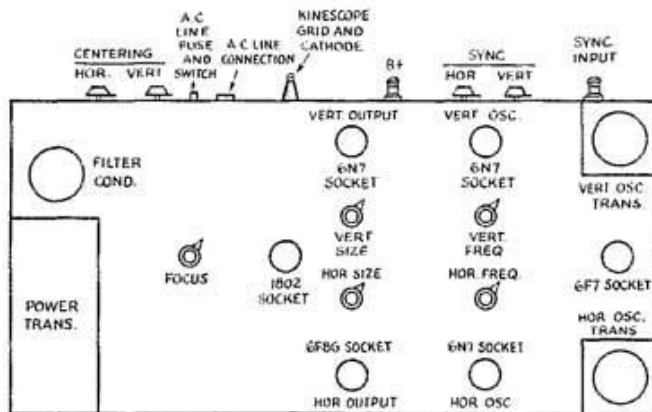 CENTERING
HOR. VERT
A.C
LINE
FUSE
AND
SWITCH
A.C LINE
CONNECTION
KINESCOPE
GRID AND
CATHODE
B+
SYNC
HOR VERT
SYNC
INPUT
FILTER
COND.
VERT. OUTPUT
6N7
SOCKET
VERT OSC.
6N7
SOCKET
VERT OSC
TRANS.
VERT
SIZE
VERT.
FREQ
FOCUS
1802
SOCKET
HOR SIZE
HOR. FREQ.
6F7 SOCKET
POWER
TRANS.
HOR OSC.
TRANS
6F8G SOCKET
HOR OUTPUT
6N7 SOCKET
HOR OSC